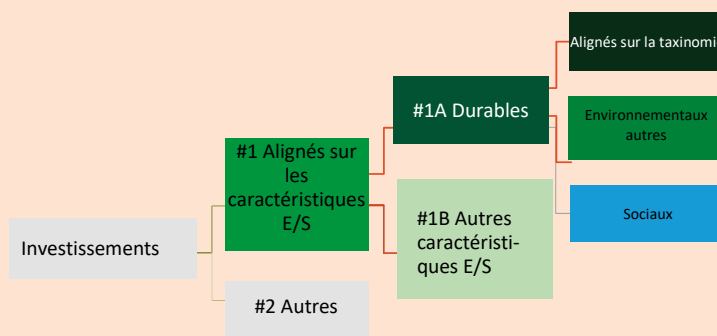 Investissements
#1 Alignés sur
les
caractéristiques
E/S
#2 Autres
#1A Durables
#1B Autres
caractéristi-
ques E/S
Alignés sur la taxinomi
Environnementaux
autres
Sociaux